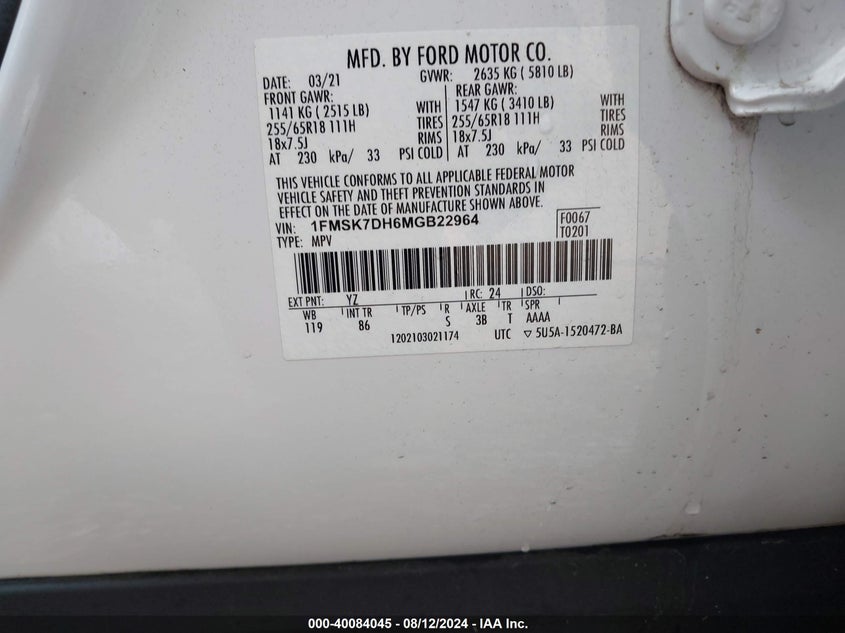 MFD. BY FORD MOTOR CO.
DATE: 03/21 GVWR: 2635 KG ( 5810 LB)
FRONT GAWR: REAR GAWR:
1141 KG ( 2515 LB) WITH 1547 KG ( 3410 LB) WITH
255/65R18 111H TIRES 255/65R18 111H TIRES
18x7.5J RIMS 18x7.5J RIMS
AT 230 kPa/ 33 PSI COLD AT 230 kPa/ 33 PSI COLD
THIS VEHICLE CONFORMS TO ALL APPLICABLE FEDERAL MOTOR
VEHICLE SAFETY AND THEFT PREVENTION STANDARDS IN
EFFECT ON THE DATE OF MANUFACTURE SHOWN ABOVE.
VIN: 1FMSK7DH6MGB22964 F0067
TYPE: MPV T0201
EXT PNT: YZ RC: 24 DSO:
WB INT TR TP/PS R AXLE TR SPR
119 86 S 3B T AAAA
1202103021174 UTC ▽ 5U5A-1520472-BA
000-40084045 - 08/12/2024 - IAA Inc.